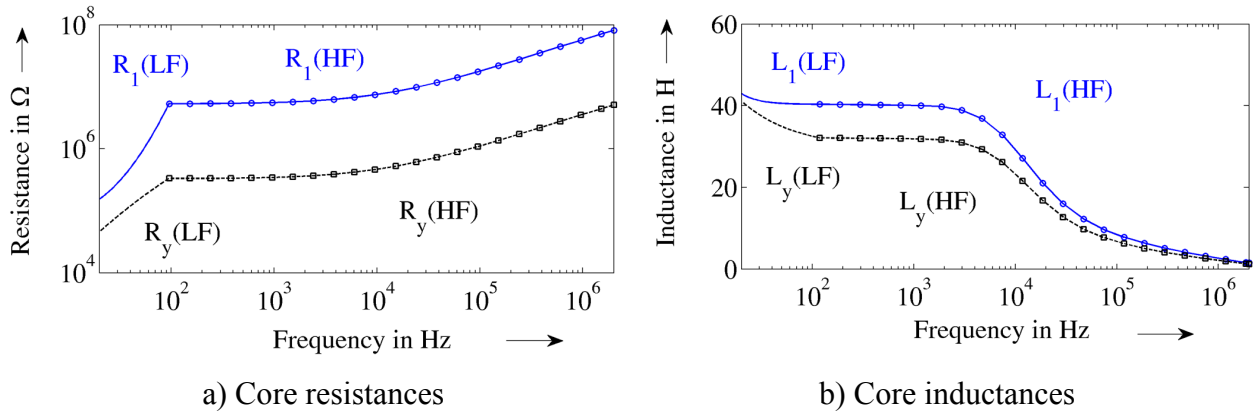 10^8
10^6
10^4
Resistance in Ω
R_1(LF)
R_1(HF)
R_y(LF)
R_y(HF)
10^2 10^3 10^4 10^5 10^6
Frequency in Hz
a) Core resistances
60
40
20
0
Inductance in H
L_1(LF)
L_1(HF)
L_y(LF)
L_y(HF)
10^2 10^3 10^4 10^5 10^6
Frequency in Hz
b) Core inductances